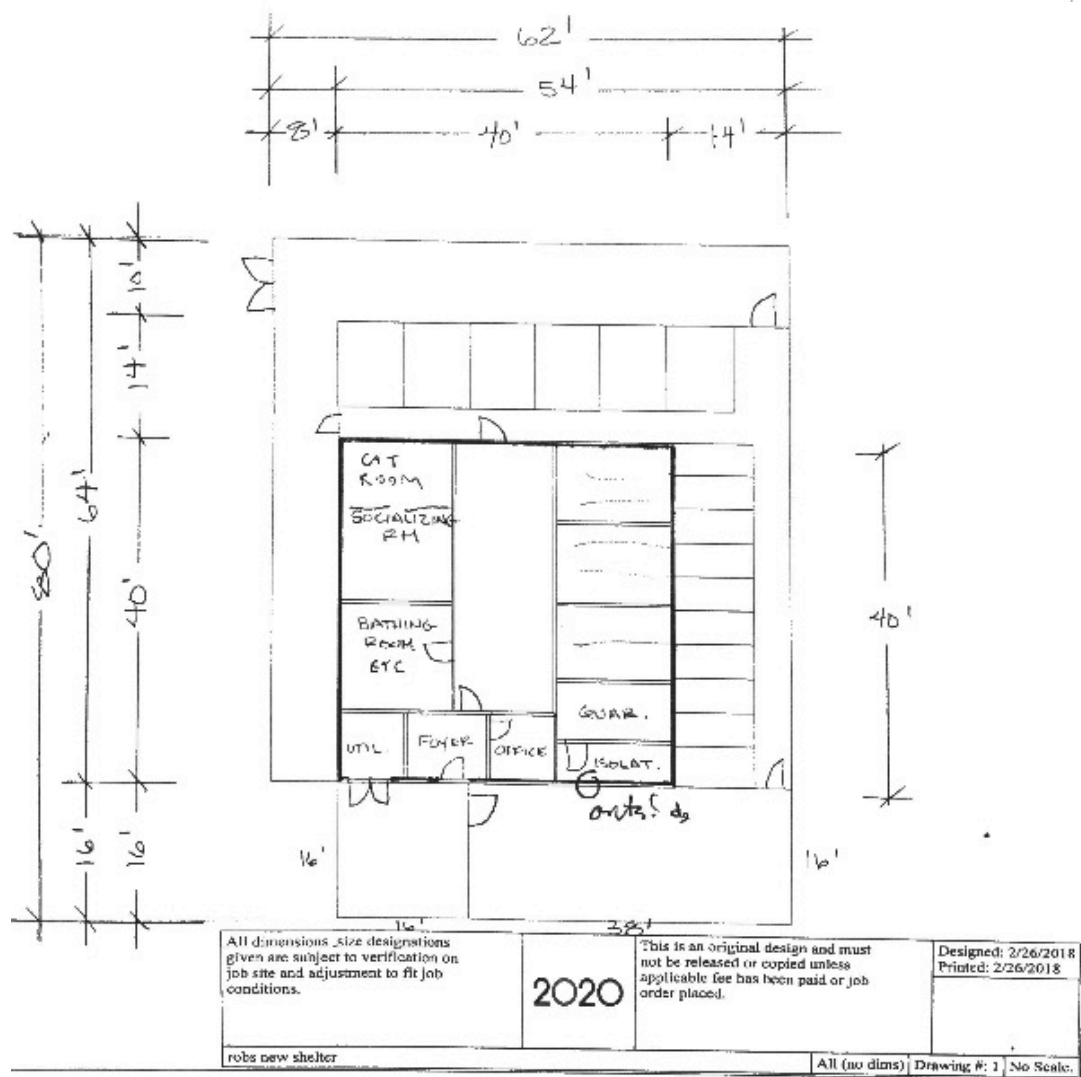 62'
54'
8'
40'
14'
10'
14'
64'
80'
40'
40'
16'
16'
CAT
ROOM
SOCIALIZING
RM
BATHING
ROOM
ETC
QUAR.
UTIL.
FOYER
OFFICE
ISOLAT.
16'
16'
16'
38'
All dimensions size designations
given are subject to verification on
job site and adjustment to fit job
conditions.
2020
This is an original design and must
not be released or copied unless
applicable fee has been paid or job
order placed.
Designed: 2/26/2018
Printed: 2/26/2018
robs new shelter
All (no dims)
Drawing #: 1
No Scale.